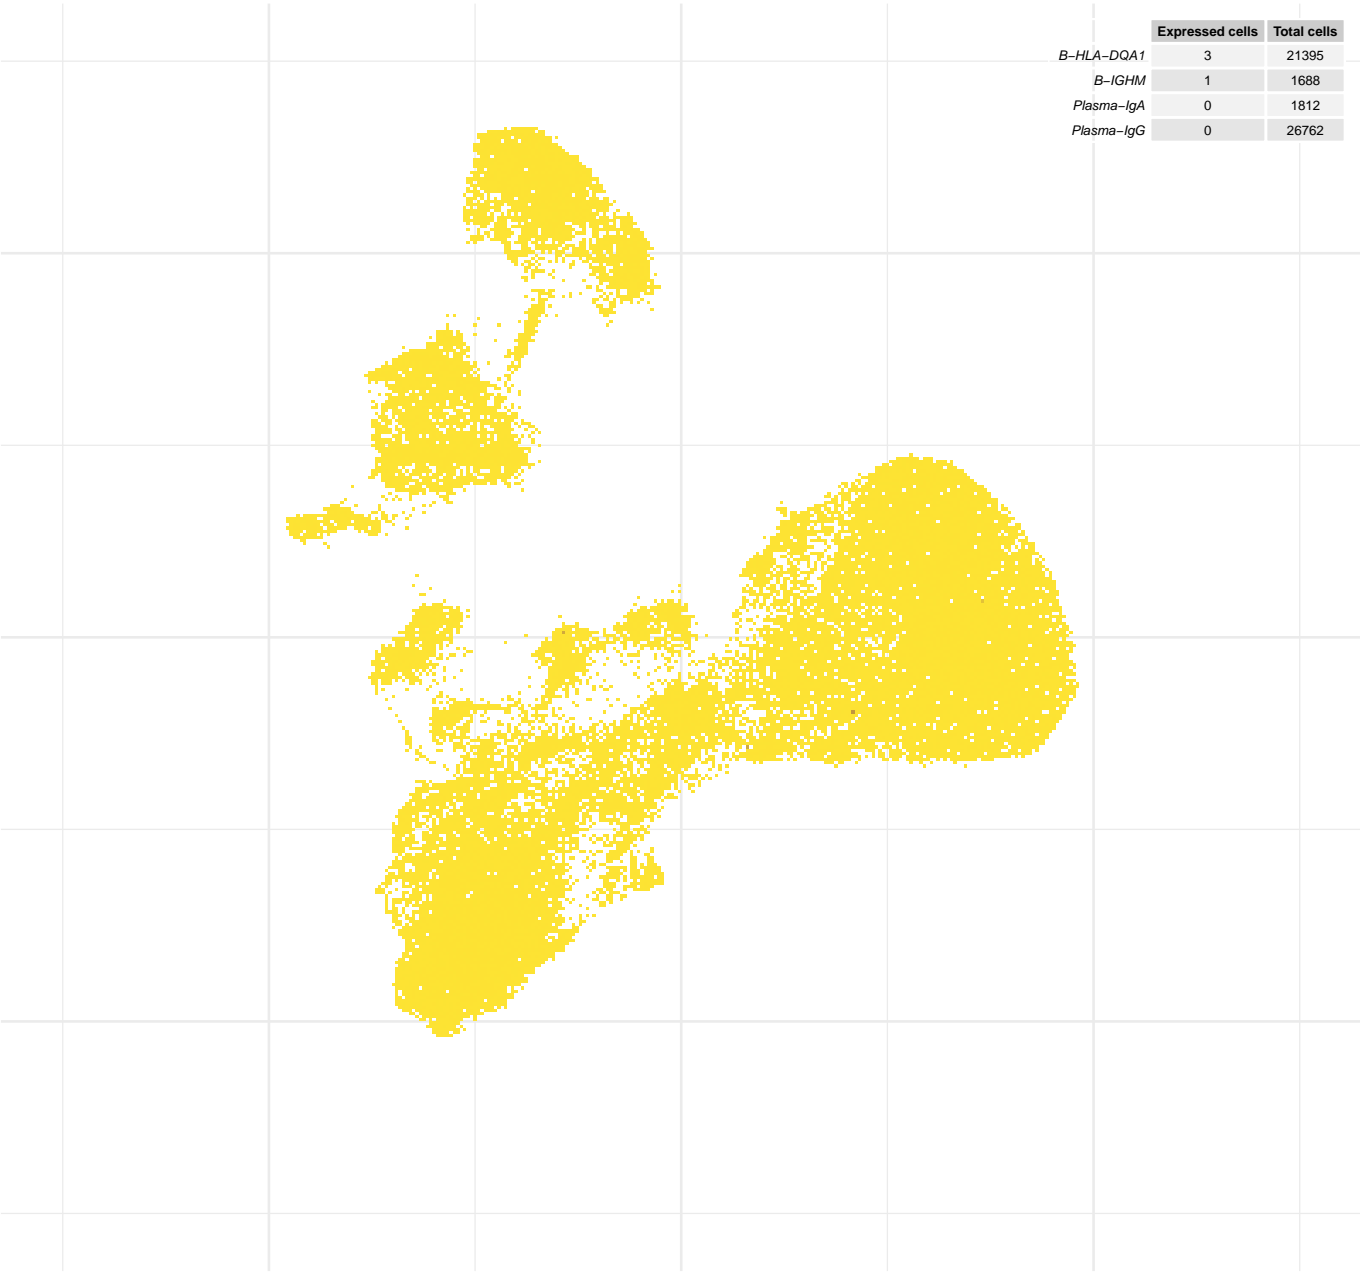 Expressed cells Total cells
B−HLA−DQA1 3 21395
B−IGHM 1 1688
Plasma−IgA 0 1812
Plasma−IgG 0 26762